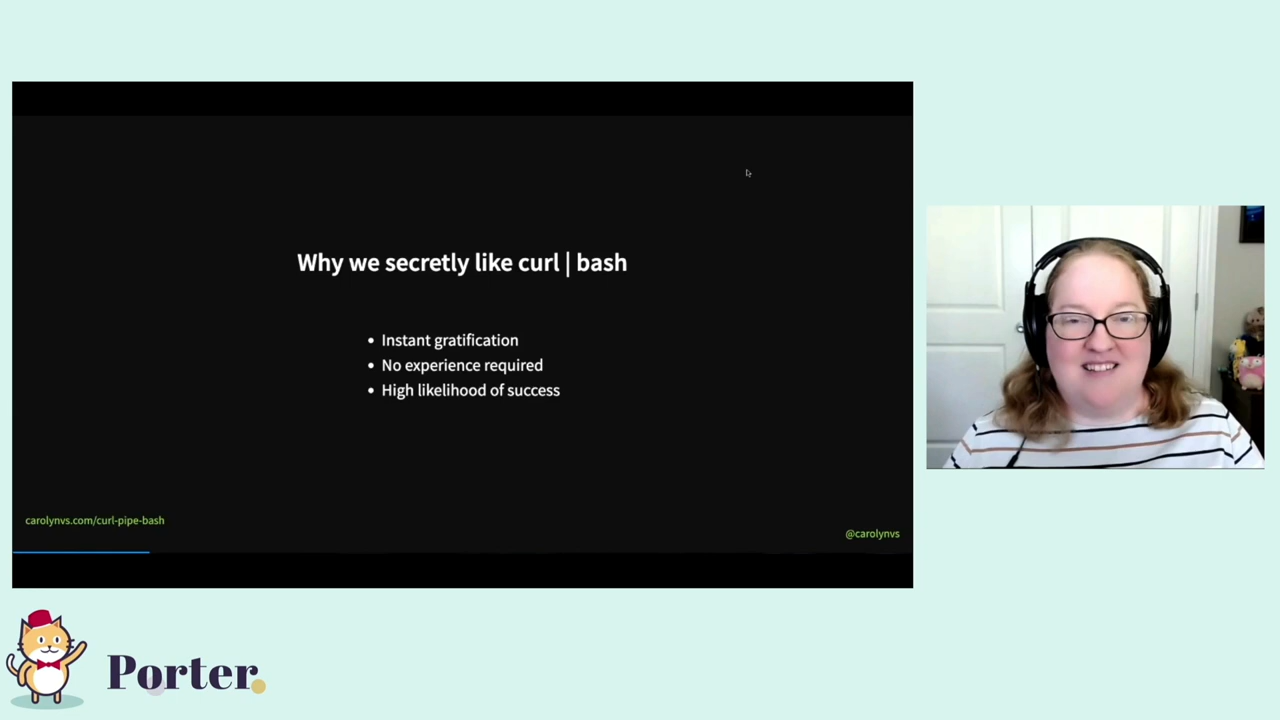 Why we secretly like curl | bash
• Instant gratification
• No experience required
• High likelihood of success
carolynvs.com/curl-pipe-bash
@carolynvs
Porter.